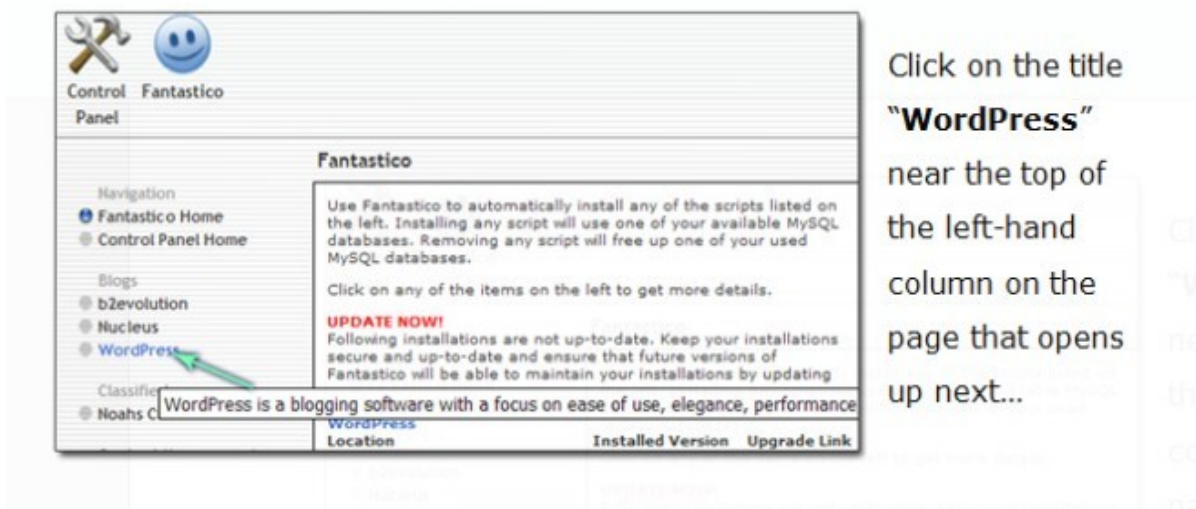 Control Fantastico
Panel
Fantastico
Navigation
Fantastico Home
Control Panel Home
Blogs
b2evolution
Nucleus
WordPress
Noahs
Use Fantastico to automatically install any of the scripts listed on
the left. Installing any script will use one of your available MySQL
databases. Removing any script will free up one of your used
MySQL databases.
Click on any of the items on the left to get more details.
UPDATE NOW!
Following installations are not up-to-date. Keep your installations
secure and up-to-date and ensure that future versions of
Fantastico will be able to maintain your installations by updating
WordPress is a blogging software with a focus on ease of use, elegance, performance
WordPress
Location Installed Version Upgrade Link
Click on the title
“WordPress”
near the top of
the left-hand
column on the
page that opens
up next...